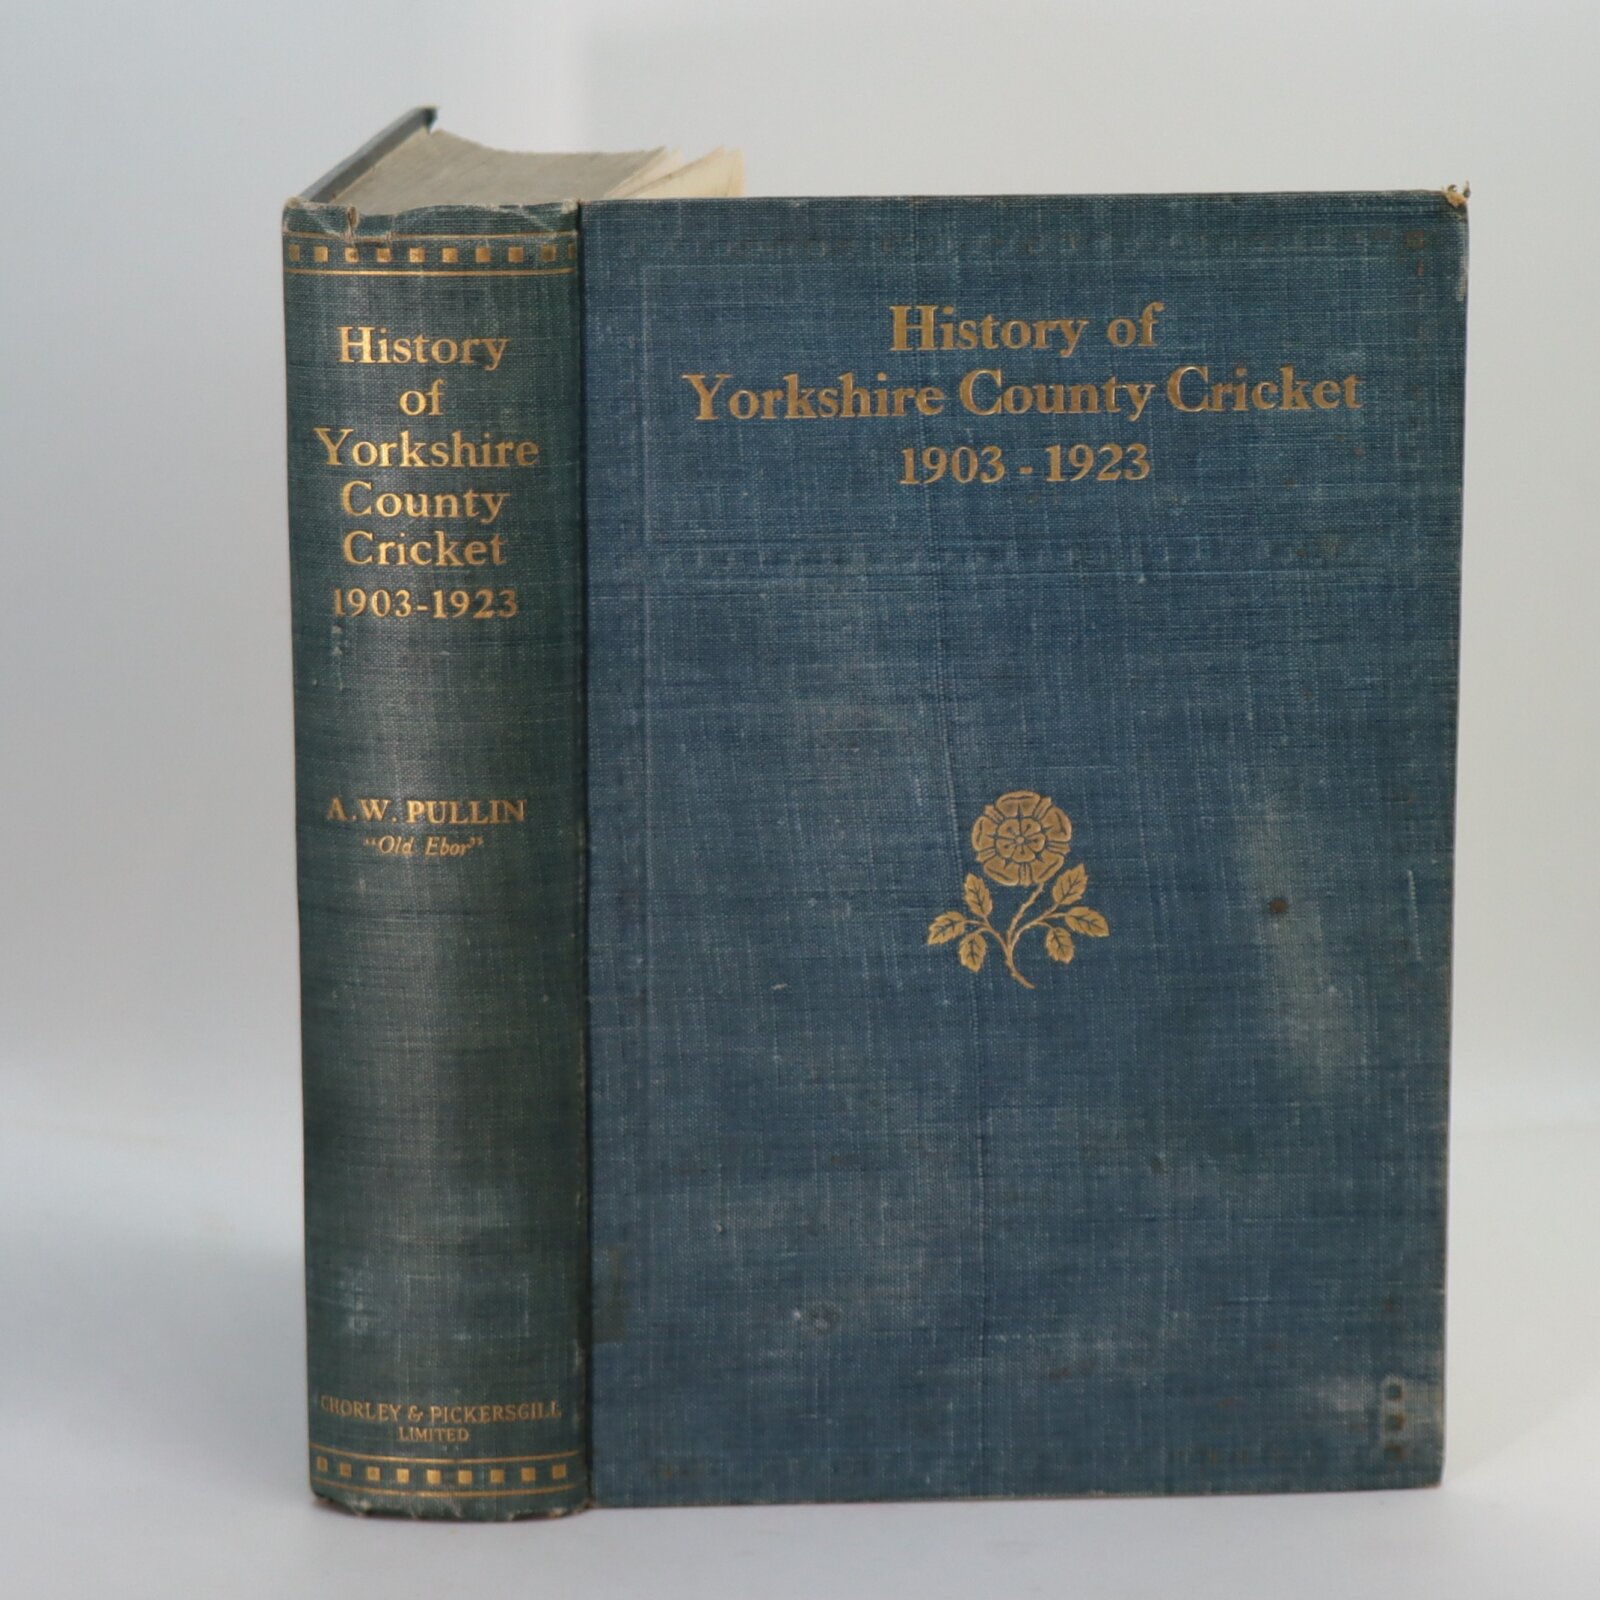 History
of
Yorkshire
County
Cricket
1903-1923
A.W. PULLIN
"Old Ebor"
CHORLEY & PICKERSGILL
LIMITED
History of
Yorkshire County Cricket
1903-1923